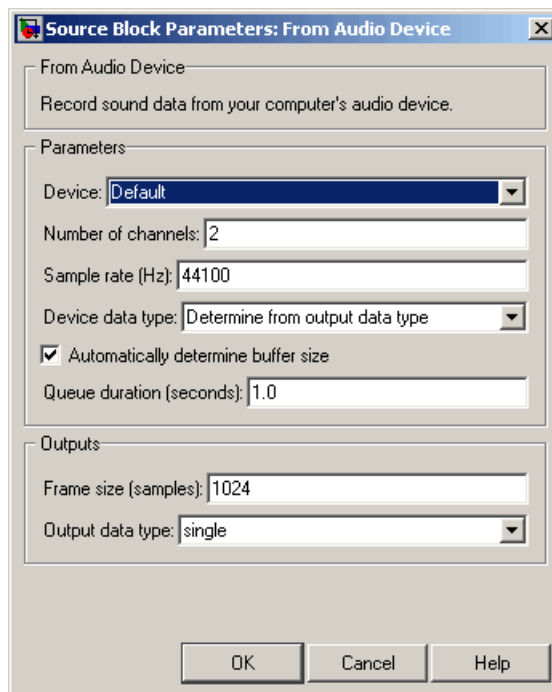 Source Block Parameters: From Audio Device
From Audio Device
Record sound data from your computer's audio device.
Parameters
Device: Default
Number of channels: 2
Sample rate (Hz): 44100
Device data type: Determine from output data type
Automatically determine buffer size
Queue duration (seconds): 1.0
Outputs
Frame size (samples): 1024
Output data type: single
OK Cancel Help